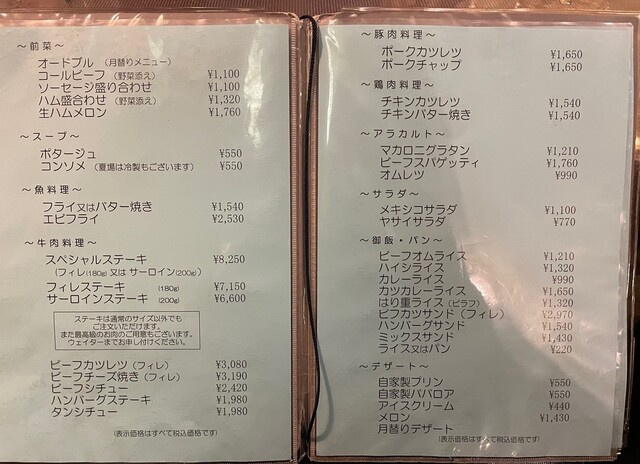 ～前菜～
オードブル (月替りメニュー)
コールビーフ (野菜添え) ¥1,100
ソーセージ盛り合わせ ¥1,100
ハム盛合わせ (野菜添え) ¥1,320
生ハムメロン ¥1,760
～スープ～
ポタージュ ¥550
コンソメ (夏場は冷製もございます) ¥550
～魚料理～
フライ又はバター焼き ¥1,540
エビフライ ¥2,530
～牛肉料理～
スペシャルステーキ ¥8,250
(フィレ(180g) 又は サーロイン(200g))
フィレステーキ (180g) ¥7,150
サーロインステーキ (200g) ¥6,600
ステーキは通常のサイズ以外でも
ご注文いただけます。
また最高級のお肉のご用意もございます。
ウェイターまでお申し付けください。
ビーフカツレツ (フィレ) ¥3,080
ビーフチーズ焼き (フィレ) ¥3,190
ビーフシチュー ¥2,420
ハンバーグステーキ ¥1,980
タンシチュー ¥1,980
(表示価格はすべて税込価格です)
～豚肉料理～
ポークカツレツ ¥1,650
ポークチャップ ¥1,650
～鶏肉料理～
チキンカツレツ ¥1,540
チキンバター焼き ¥1,540
～アラカルト～
マカロニグラタン ¥1,210
ビーフスパゲッティ ¥1,760
オムレツ ¥990
～サラダ～
メキシコサラダ ¥1,100
ヤサイサラダ ¥770
～御飯・パン～
ビーフオムライス ¥1,210
ハイシライス ¥1,320
カレーライス ¥990
カツカレーライス ¥1,650
はり重ライス (ピラフ) ¥1,320
ビフカツサンド (フィレ) ¥2,970
ハンバーグサンド ¥1,540
ミックスサンド ¥1,430
ライス又はパン ¥220
～デザート～
自家製プリン ¥550
自家製ババロア ¥550
アイスクリーム ¥440
メロン ¥1,430
月替りデザート
(表示価格はすべて税込価格です)